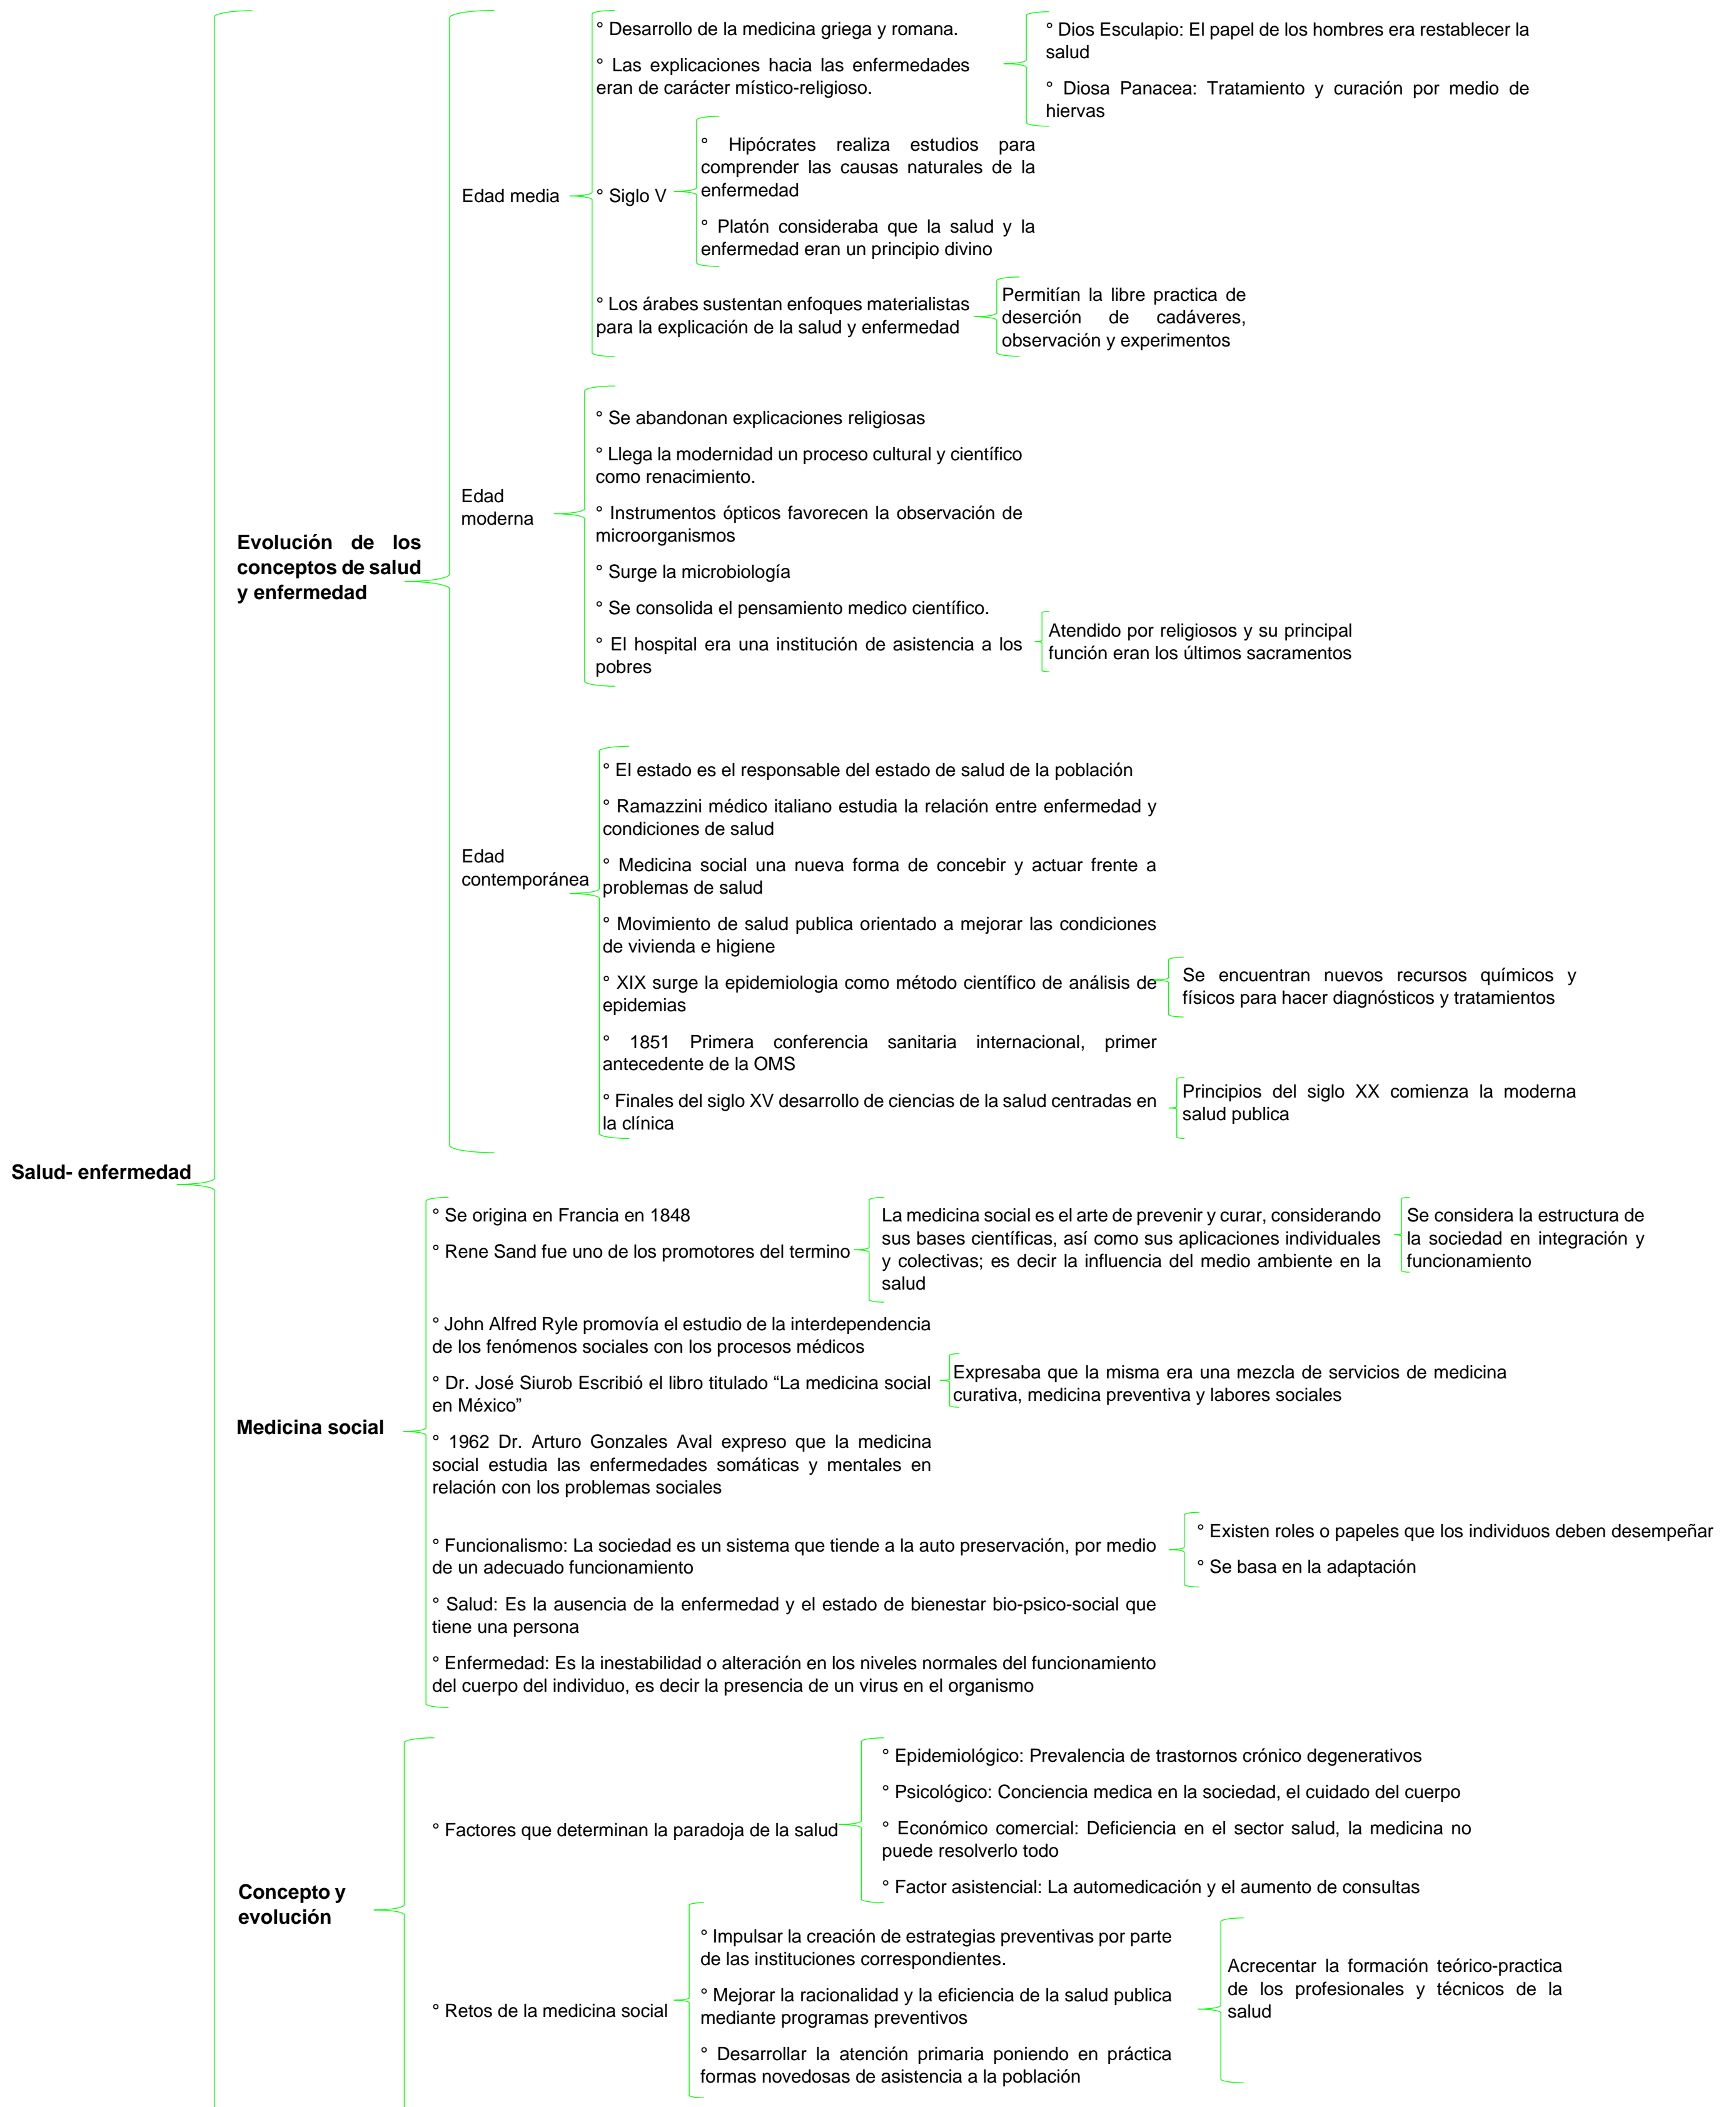 Salud- enfermedad
Evolución de los
conceptos de salud
y enfermedad
Edad media
° Desarrollo de la medicina griega y romana.
° Las explicaciones hacia las enfermedades
eran de carácter místico-religioso.
° Dios Esculapio: El papel de los hombres era restablecer la
salud
° Diosa Panacea: Tratamiento y curación por medio de
hiervas
° Siglo V
° Hipócrates realiza estudios para
comprender las causas naturales de la
enfermedad
° Platón consideraba que la salud y la
enfermedad eran un principio divino
° Los árabes sustentan enfoques materialistas
para la explicación de la salud y enfermedad
Permitían la libre practica de
deserción de cadáveres,
observación y experimentos
Edad
moderna
° Se abandonan explicaciones religiosas
° Llega la modernidad un proceso cultural y científico
como renacimiento.
° Instrumentos ópticos favorecen la observación de
microorganismos
° Surge la microbiología
° Se consolida el pensamiento medico científico.
° El hospital era una institución de asistencia a los
pobres
Atendido por religiosos y su principal
función eran los últimos sacramentos
Edad
contemporánea
° El estado es el responsable del estado de salud de la población
° Ramazzini médico italiano estudia la relación entre enfermedad y
condiciones de salud
° Medicina social una nueva forma de concebir y actuar frente a
problemas de salud
° Movimiento de salud publica orientado a mejorar las condiciones
de vivienda e higiene
° XIX surge la epidemiologia como método científico de análisis de
epidemias
Se encuentran nuevos recursos químicos y
físicos para hacer diagnósticos y tratamientos
° 1851 Primera conferencia sanitaria internacional, primer
antecedente de la OMS
° Finales del siglo XV desarrollo de ciencias de la salud centradas en
la clínica
Principios del siglo XX comienza la moderna
salud publica
Medicina social
° Se origina en Francia en 1848
° Rene Sand fue uno de los promotores del termino
La medicina social es el arte de prevenir y curar, considerando
sus bases científicas, así como sus aplicaciones individuales
y colectivas; es decir la influencia del medio ambiente en la
salud
Se considera la estructura de
la sociedad en integración y
funcionamiento
° John Alfred Ryle promovía el estudio de la interdependencia
de los fenómenos sociales con los procesos médicos
° Dr. José Siurob Escribió el libro titulado “La medicina social
en México”
Expresaba que la misma era una mezcla de servicios de medicina
curativa, medicina preventiva y labores sociales
° 1962 Dr. Arturo Gonzales Aval expreso que la medicina
social estudia las enfermedades somáticas y mentales en
relación con los problemas sociales
° Funcionalismo: La sociedad es un sistema que tiende a la auto preservación, por medio
de un adecuado funcionamiento
° Existen roles o papeles que los individuos deben desempeñar
° Se basa en la adaptación
° Salud: Es la ausencia de la enfermedad y el estado de bienestar bio-psico-social que
tiene una persona
° Enfermedad: Es la inestabilidad o alteración en los niveles normales del funcionamiento
del cuerpo del individuo, es decir la presencia de un virus en el organismo
Concepto y
evolución
° Factores que determinan la paradoja de la salud
° Epidemiológico: Prevalencia de trastornos crónico degenerativos
° Psicológico: Conciencia medica en la sociedad, el cuidado del cuerpo
° Económico comercial: Deficiencia en el sector salud, la medicina no
puede resolverlo todo
° Factor asistencial: La automedicación y el aumento de consultas
° Retos de la medicina social
° Impulsar la creación de estrategias preventivas por parte
de las instituciones correspondientes.
° Mejorar la racionalidad y la eficiencia de la salud publica
mediante programas preventivos
° Desarrollar la atención primaria poniendo en práctica
formas novedosas de asistencia a la población
Acrecentar la formación teórico-practica
de los profesionales y técnicos de la
salud